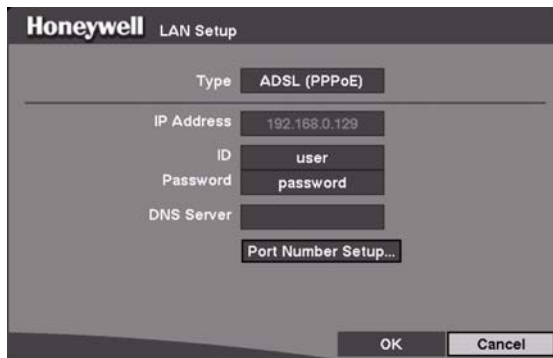 Honeywell LAN Setup
Type ADSL (PPPoE)
IP Address 192.168.0.129
ID user
Password password
DNS Server
Port Number Setup...
OK Cancel